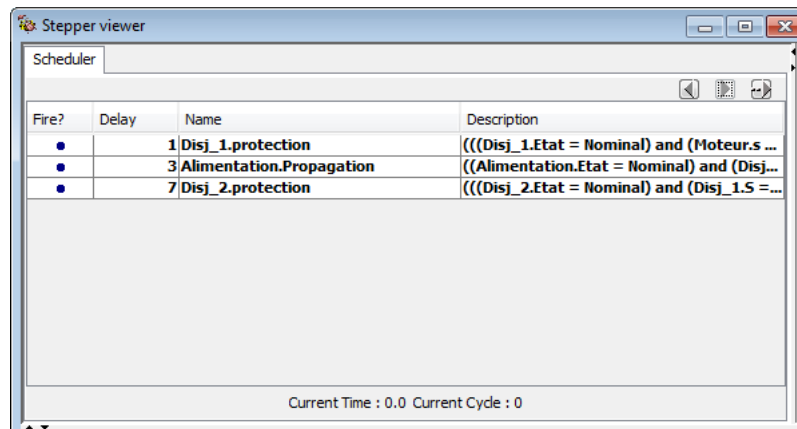 Stepper viewer
Scheduler
Fire? Delay Name Description
1 Disj_1.protection (((Disj_1.Etat = Nominal) and (Moteur.s ...
3 Alimentation.Propagation ((Alimentation.Etat = Nominal) and (Disj...
7 Disj_2.protection (((Disj_2.Etat = Nominal) and (Disj_1.S =...
Current Time : 0.0 Current Cycle : 0